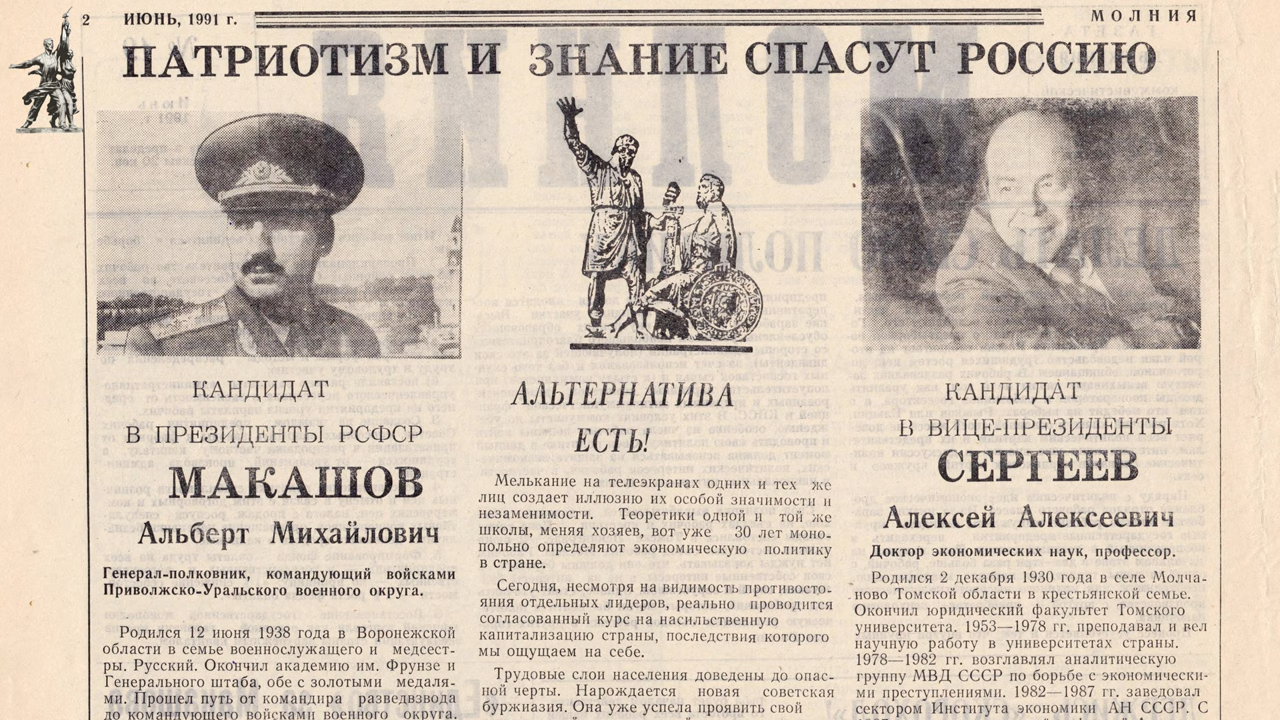 2 ИЮНЬ, 1991 г. МОЛНИЯ
ПАТРИОТИЗМ И ЗНАНИЕ СПАСУТ РОССИЮ
КАНДИДАТ
В ПРЕЗИДЕНТЫ РСФСР
МАКАШОВ
Альберт Михайлович
Генерал-полковник, командующий войсками
Приволжско-Уральского военного округа.
Родился 12 июня 1938 года в Воронежской
области в семье военнослужащего и медсест-
ры. Русский. Окончил академию им. Фрунзе и
Генерального штаба, обе с золотыми медаля-
ми. Прошел путь от командира разведвзвода
до командующего войсками военного округа.
АЛЬТЕРНАТИВА
ЕСТЬ!
Мелькание на телеэкранах одних и тех же
лиц создает иллюзию их особой значимости и
незаменимости. Теоретики одной и той же
школы, меняя хозяев, вот уже 30 лет моно-
польно определяют экономическую политику
в стране.
Сегодня, несмотря на видимость противосто-
яния отдельных лидеров, реально проводится
согласованный курс на насильственную
капитализацию страны, последствия которого
мы ощущаем на себе.
Трудовые слои населения доведены до опас-
ной черты. Нарождается новая советская
буржиазия. Она уже успела проявить свой
КАНДИДАТ
В ВИЦЕ-ПРЕЗИДЕНТЫ
СЕРГЕЕВ
Алексей Алексеевич
Доктор экономических наук, профессор.
Родился 2 декабря 1930 года в селе Молча-
ново Томской области в крестьянской семье.
Окончил юридический факультет Томского
университета. 1953—1978 гг. преподавал и вел
научную работу в университетах страны.
1978—1982 гг. возглавлял аналитическую
группу МВД СССР по борьбе с экономически-
ми преступлениями. 1982—1987 гг. заведовал
сектором Института экономики АН СССР. С